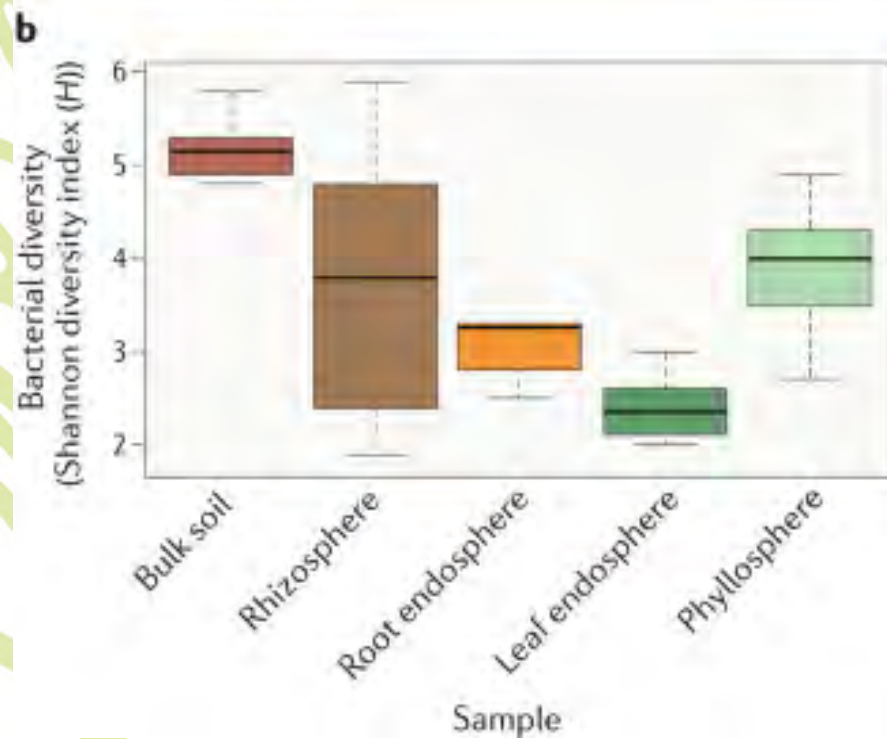 b
Bacterial diversity
(Shannon diversity index (H))
6
5
4
3
2
Bulk soil
Rhizosphere
Root endosphere
Leaf endosphere
Phyllosphere
Sample